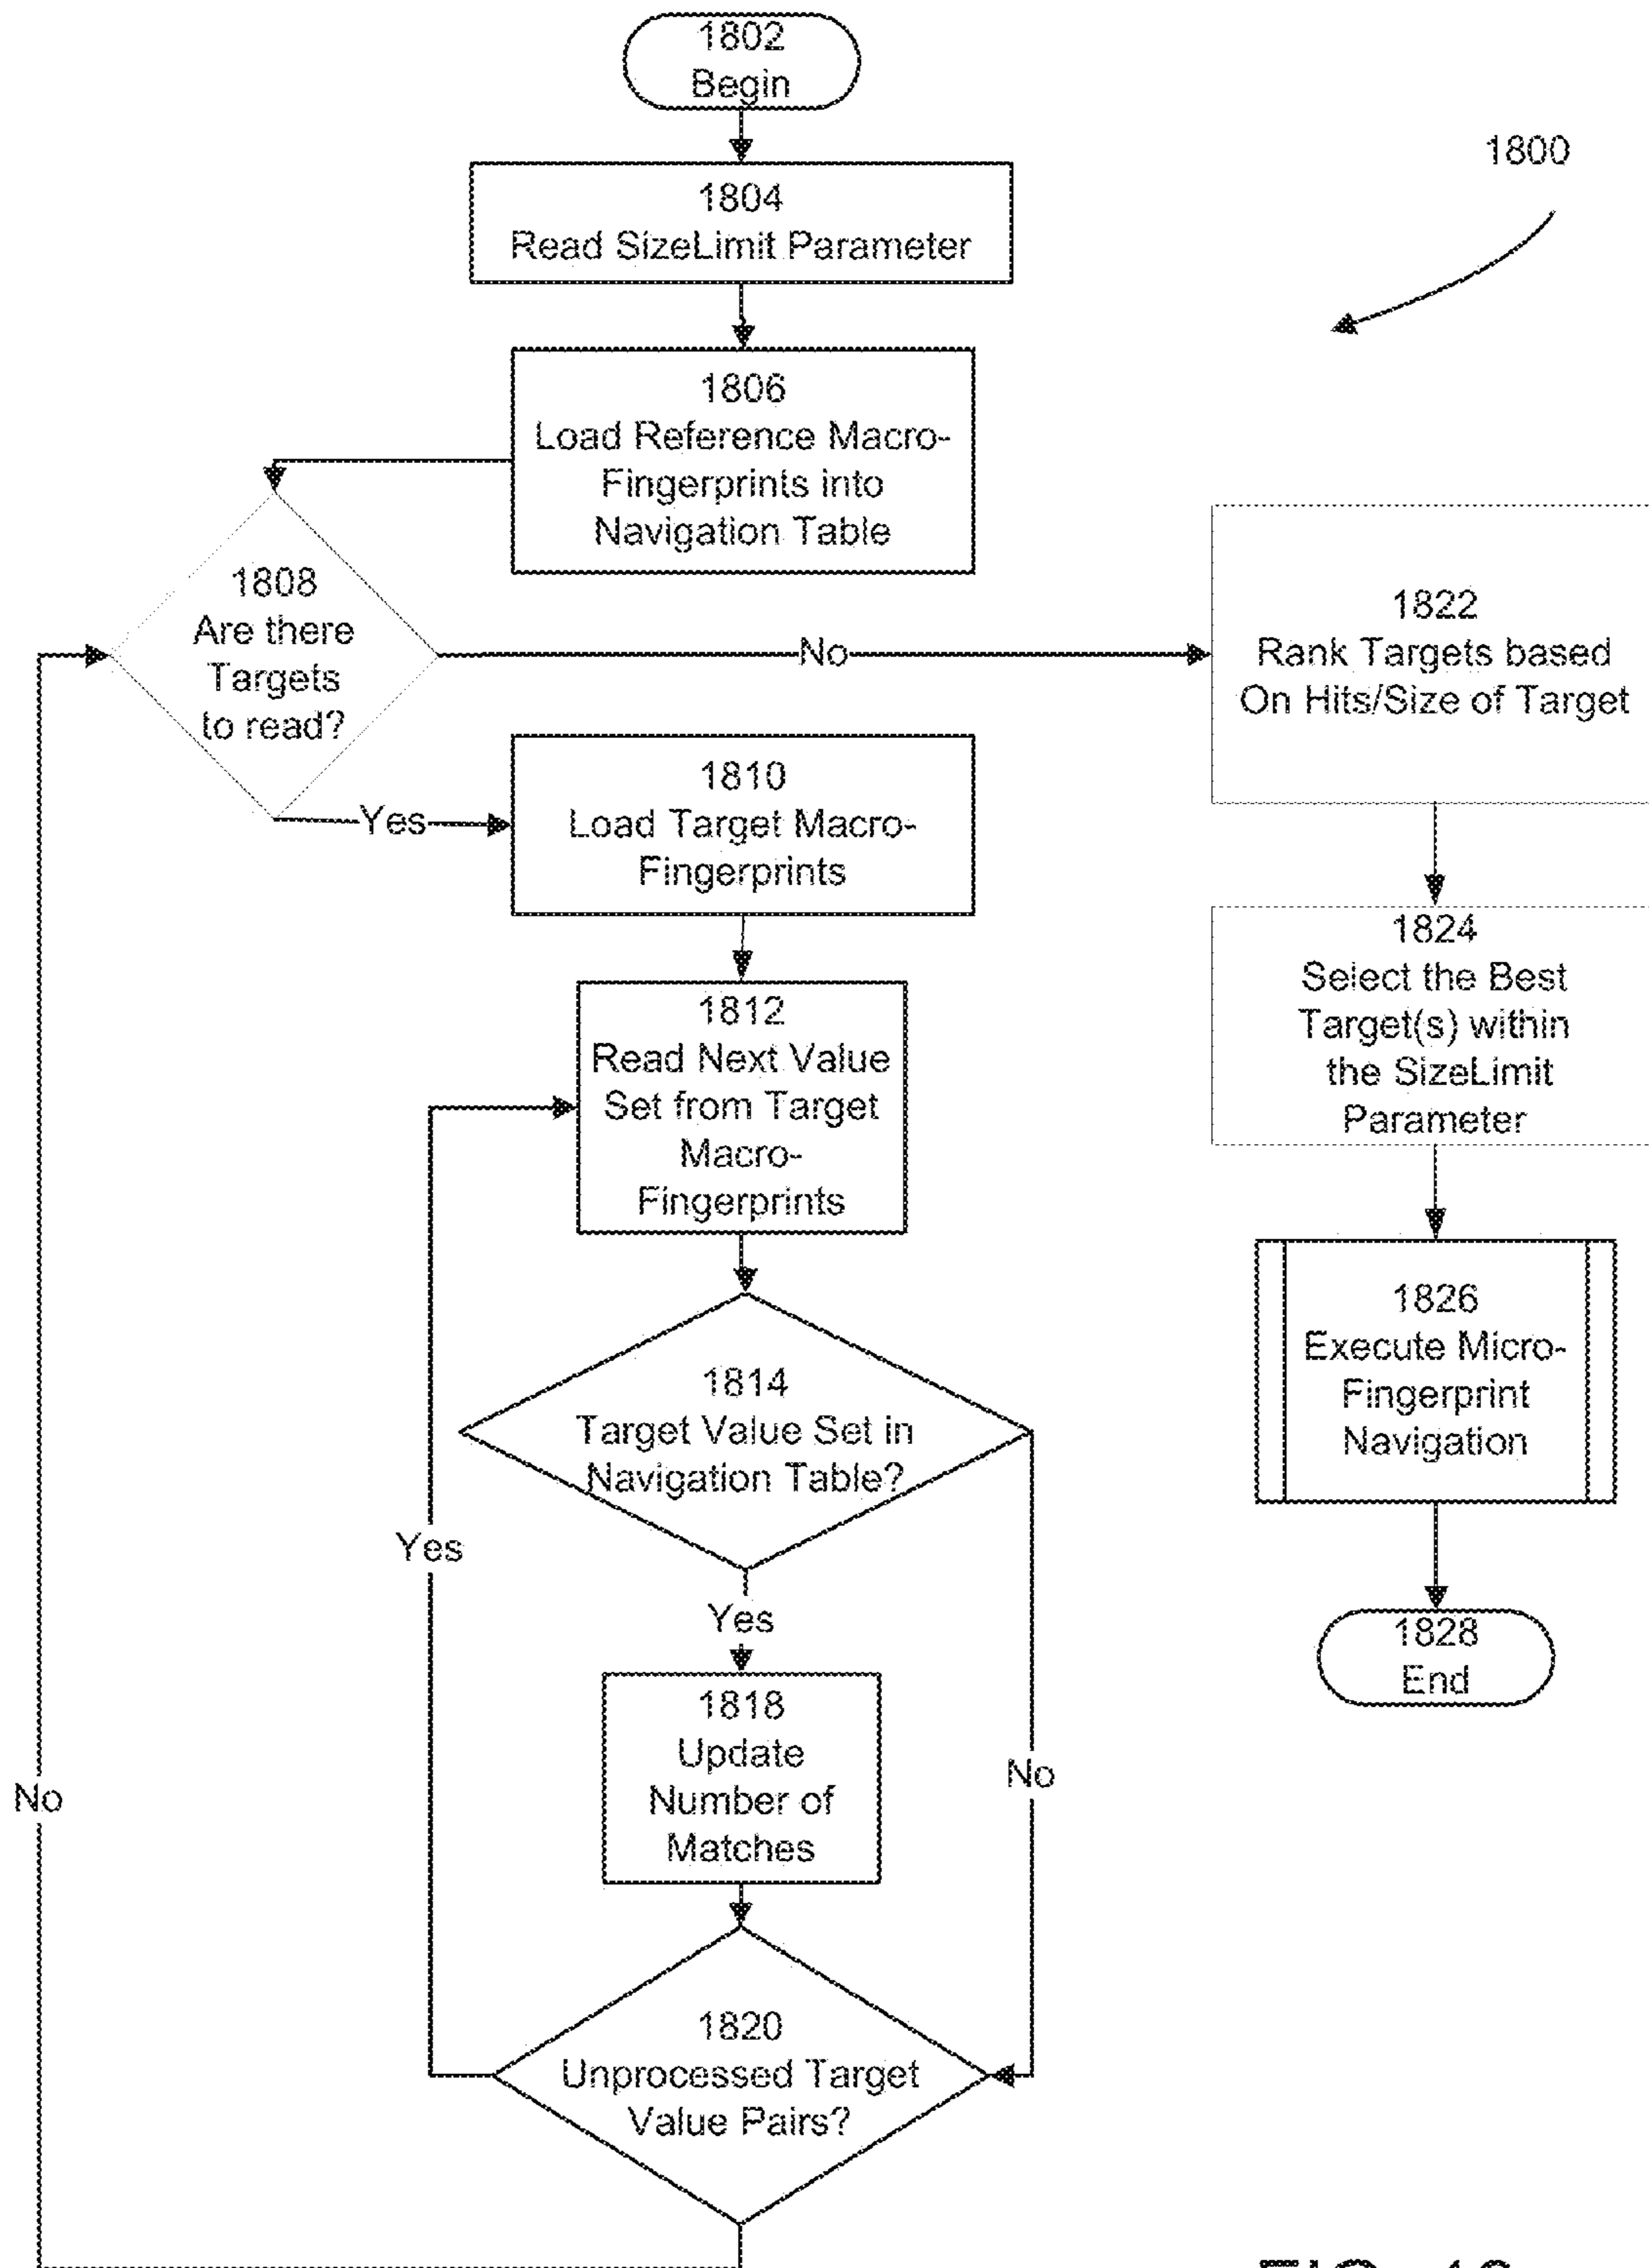 1802
Begin
1800
1804
Read SizeLimit Parameter
1806
Load Reference Macro-
Fingerprints into
Navigation Table
1808
Are there
Targets
to read?
No
1822
Rank Targets based
On Hits/Size of Target
Yes
1810
Load Target Macro-
Fingerprints
1824
Select the Best
Target(s) within
the SizeLimit
Parameter
1812
Read Next Value
Set from Target
Macro-
Fingerprints
1826
Execute Micro-
Fingerprint
Navigation
1814
Target Value Set in
Navigation Table?
Yes
Yes
1828
End
1818
Update
Number of
Matches
No
No
1820
Unprocessed Target
Value Pairs?